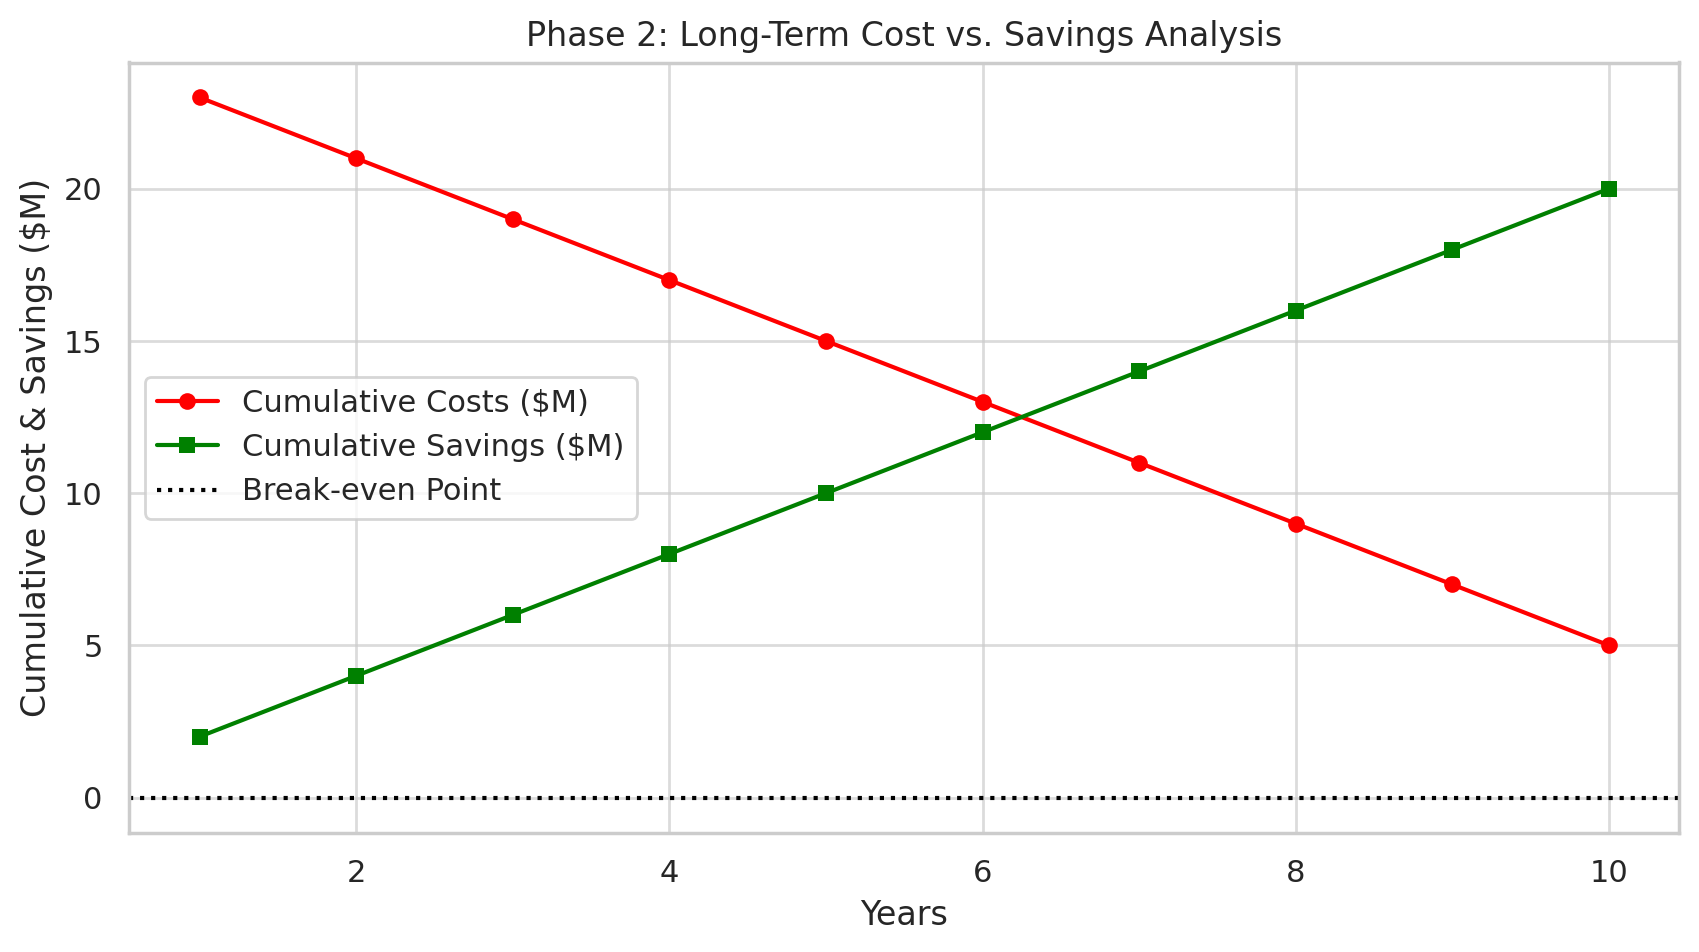 Phase 2: Long-Term Cost vs. Savings Analysis
Cumulative Cost & Savings ($M)
20
15
10
5
0
Cumulative Costs ($M)
Cumulative Savings ($M)
Break-even Point
2 4 6 8 10
Years